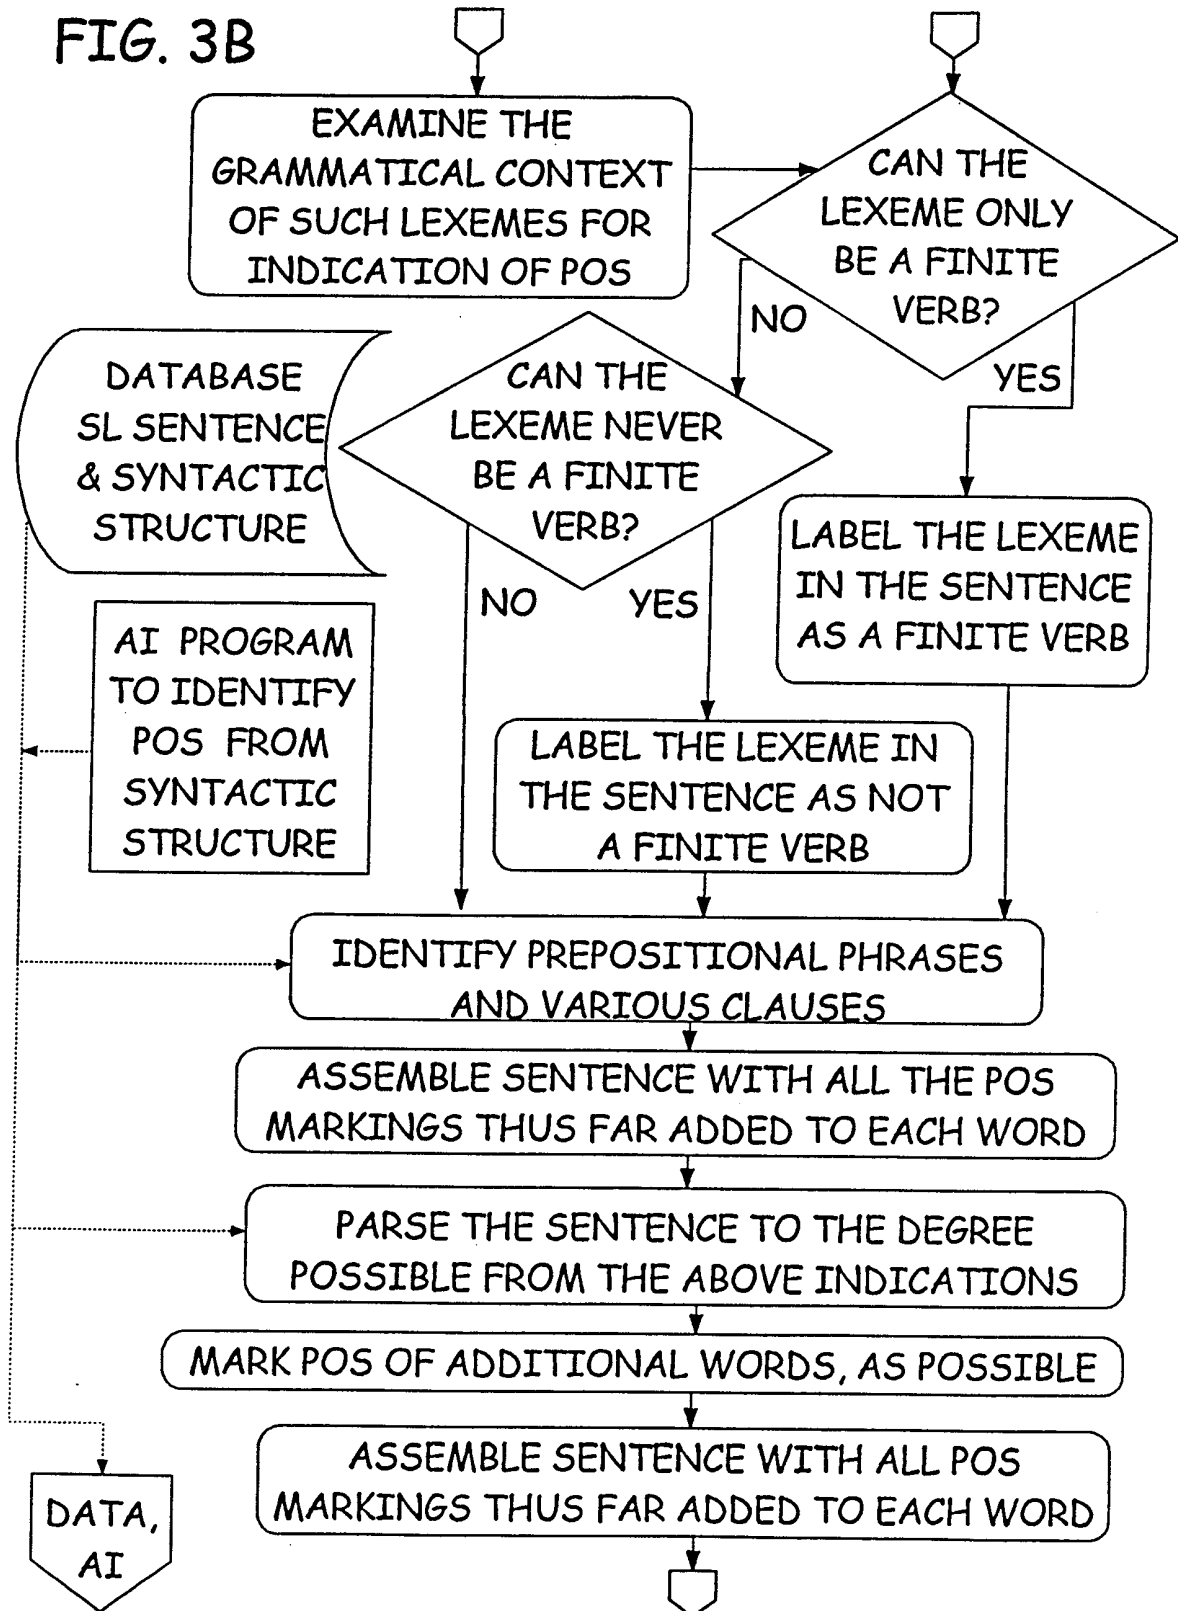 FIG. 3B
EXAMINE THE
GRAMMATICAL CONTEXT
OF SUCH LEXEMES FOR
INDICATION OF POS
CAN THE
LEXEME ONLY
BE A FINITE
VERB?
NO
YES
DATABASE
SL SENTENCE
& SYNTACTIC
STRUCTURE
CAN THE
LEXEME NEVER
BE A FINITE
VERB?
NO
YES
LABEL THE LEXEME
IN THE SENTENCE
AS A FINITE VERB
AI PROGRAM
TO IDENTIFY
POS FROM
SYNTACTIC
STRUCTURE
LABEL THE LEXEME IN
THE SENTENCE AS NOT
A FINITE VERB
IDENTIFY PREPOSITIONAL PHRASES
AND VARIOUS CLAUSES
ASSEMBLE SENTENCE WITH ALL THE POS
MARKINGS THUS FAR ADDED TO EACH WORD
PARSE THE SENTENCE TO THE DEGREE
POSSIBLE FROM THE ABOVE INDICATIONS
MARK POS OF ADDITIONAL WORDS, AS POSSIBLE
ASSEMBLE SENTENCE WITH ALL POS
MARKINGS THUS FAR ADDED TO EACH WORD
DATA,
AI